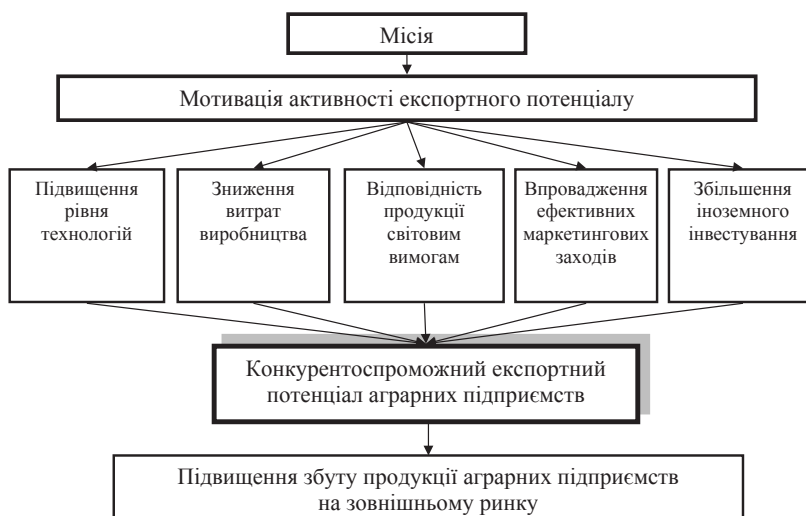 Місія
Мотивація активності експортного потенціалу
Підвищення
рівня
технологій
Зниження
витрат
виробництва
Відповідність
продукції
світовим
вимогам
Впровадження
ефективних
маркетингових
заходів
Збільшення
іноземного
інвестування
Конкурентоспроможний експортний
потенціал аграрних підприємств
Підвищення збуту продукції аграрних підприємств
на зовнішньому ринку